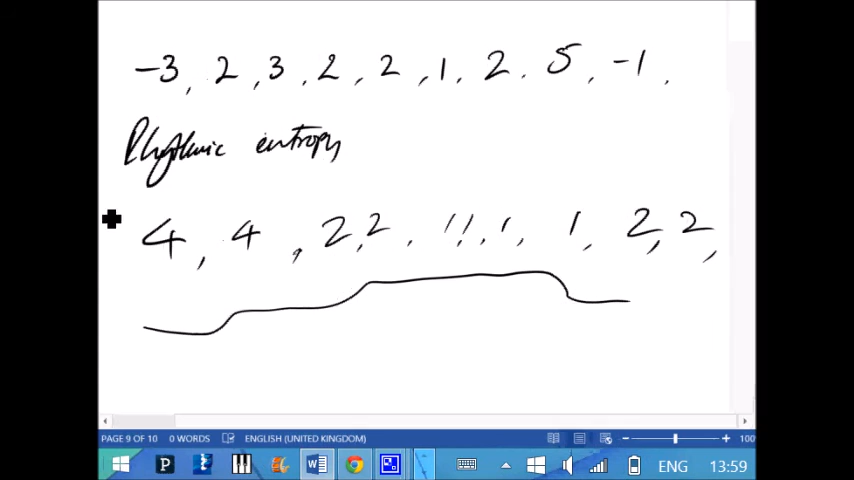 -3, 2, 3, 2, 2, 1, 2, 5, -1,
Rhythmic entropy
4, 4, 2, 2, 1, 1, 1, 1, 2, 2,
PAGE 9 OF 10 0 WORDS ENGLISH (UNITED KINGDOM) 100
P W ENG 13:59